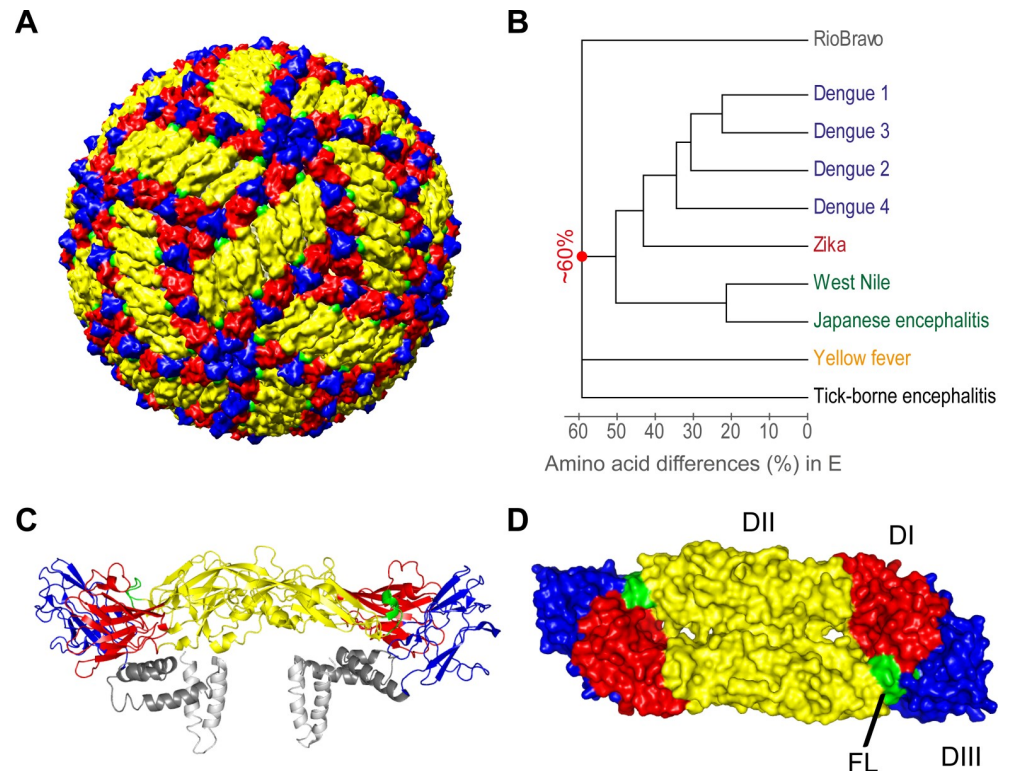 A
B
RioBravo
Dengue 1
Dengue 3
Dengue 2
Dengue 4
Zika
West Nile
Japanese encephalitis
Yellow fever
Tick-borne encephalitis
~60%
60 50 40 30 20 10 0
Amino acid differences (%) in E
C
D
DII
DI
FL
DIII